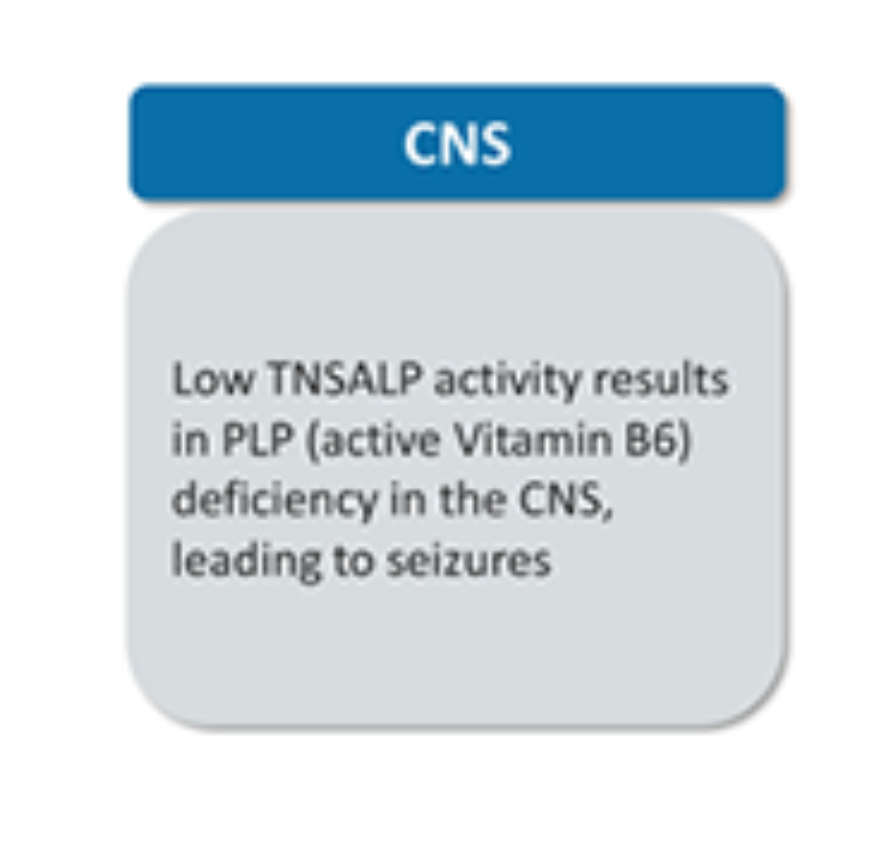 CNS
Low TNSALP activity results
in PLP (active Vitamin B6)
deficiency in the CNS,
leading to seizures